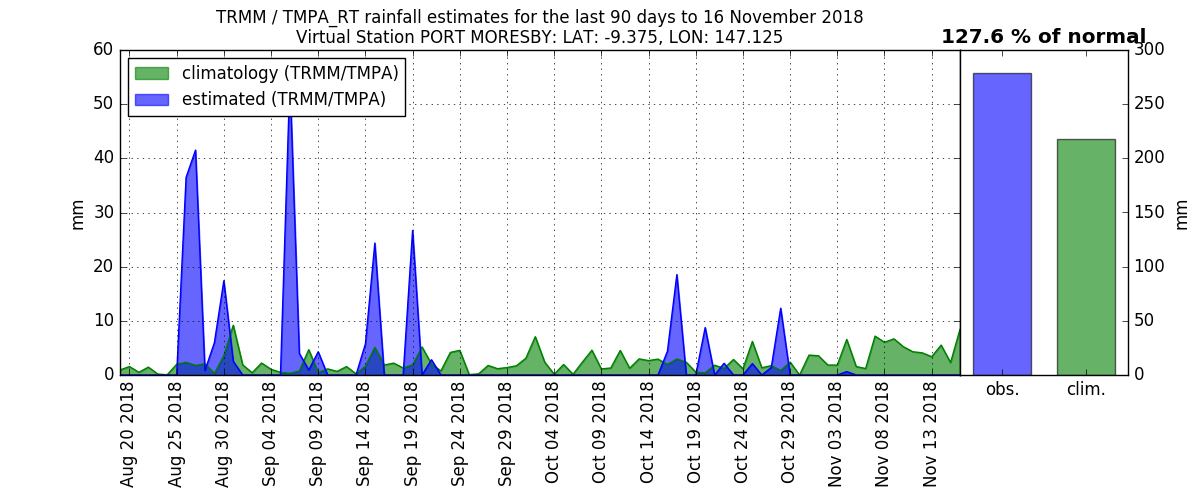 TRMM / TMPA_RT rainfall estimates for the last 90 days to 16 November 2018
Virtual Station PORT MORESBY: LAT: -9.375, LON: 147.125
127.6 % of normal
climatology (TRMM/TMPA)
estimated (TRMM/TMPA)
60
50
40
30
20
10
0
mm
Aug 20 2018
Aug 25 2018
Aug 30 2018
Sep 04 2018
Sep 09 2018
Sep 14 2018
Sep 19 2018
Sep 24 2018
Sep 29 2018
Oct 04 2018
Oct 09 2018
Oct 14 2018
Oct 19 2018
Oct 24 2018
Oct 29 2018
Nov 03 2018
Nov 08 2018
Nov 13 2018
obs.
clim.
300
250
200
150
100
50
0
mm